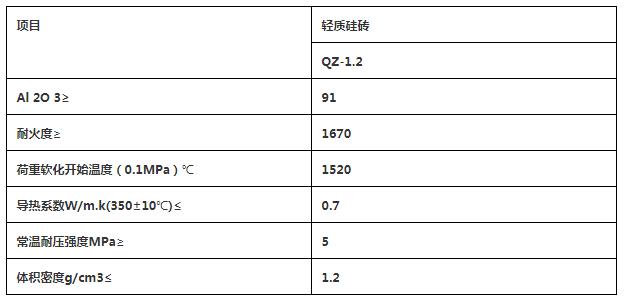 项目 轻质硅砖
QZ-1.2
Al 2O 3≥ 91
耐火度≥ 1670
荷重软化开始温度（0.1MPa）℃ 1520
导热系数W/m.k(350±10℃)≤ 0.7
常温耐压强度MPa≥ 5
体积密度g/cm3≤ 1.2